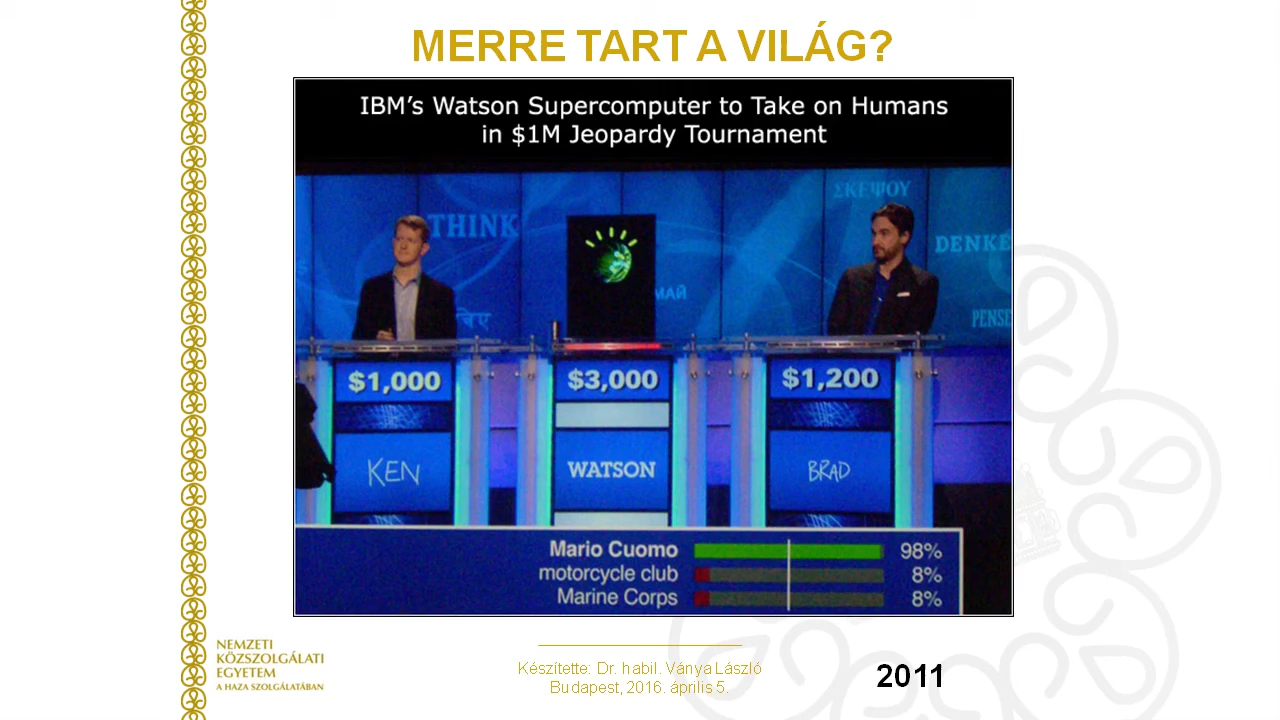 MERRE TART A VILÁG?
IBM's Watson Supercomputer to Take on Humans
in $1M Jeopardy Tournament
ΣΚΕΨΟΥ
THINK
DENKE
МАЙ
PENSE
$1,000
$3,000
$1,200
KEN
WATSON
BRAD
Mario Cuomo 98%
motorcycle club 8%
Marine Corps 8%
NEMZETI
KÖZSZOLGÁLATI
EGYETEM
A HAZA SZOLGÁLATÁBAN
Készítette: Dr. habil. Ványa László
Budapest, 2016. április 5.
2011